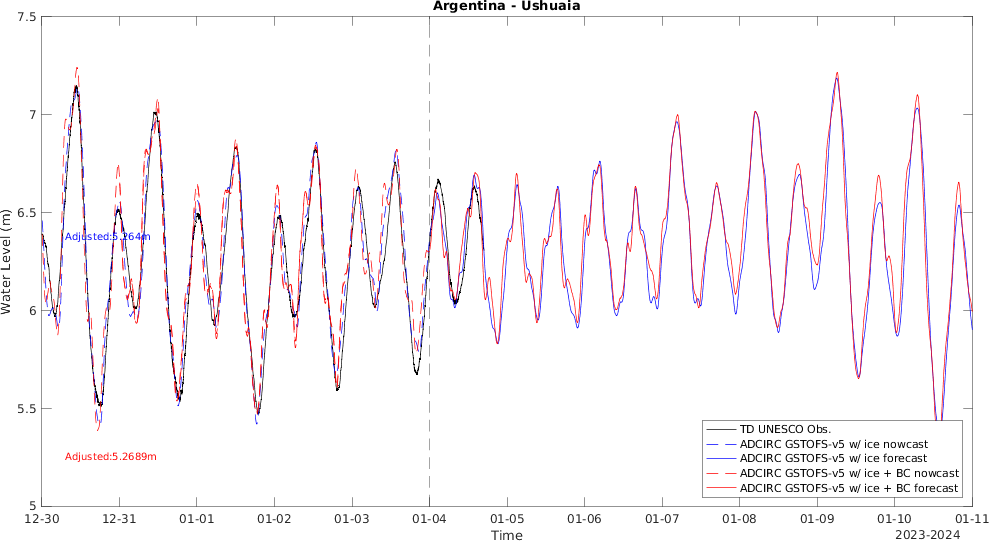 Argentina - Ushuaia
7.5
7
6.5
6
5.5
5
Water Level (m)
Adjusted:5.264m
Adjusted:5.2689m
TD UNESCO Obs.
ADCIRC GSTOFS-v5 w/ ice nowcast
ADCIRC GSTOFS-v5 w/ ice forecast
ADCIRC GSTOFS-v5 w/ ice + BC nowcast
ADCIRC GSTOFS-v5 w/ ice + BC forecast
12-30 12-31 01-01 01-02 01-03 01-04 01-05 01-06 01-07 01-08 01-09 01-10 01-11
Time
2023-2024